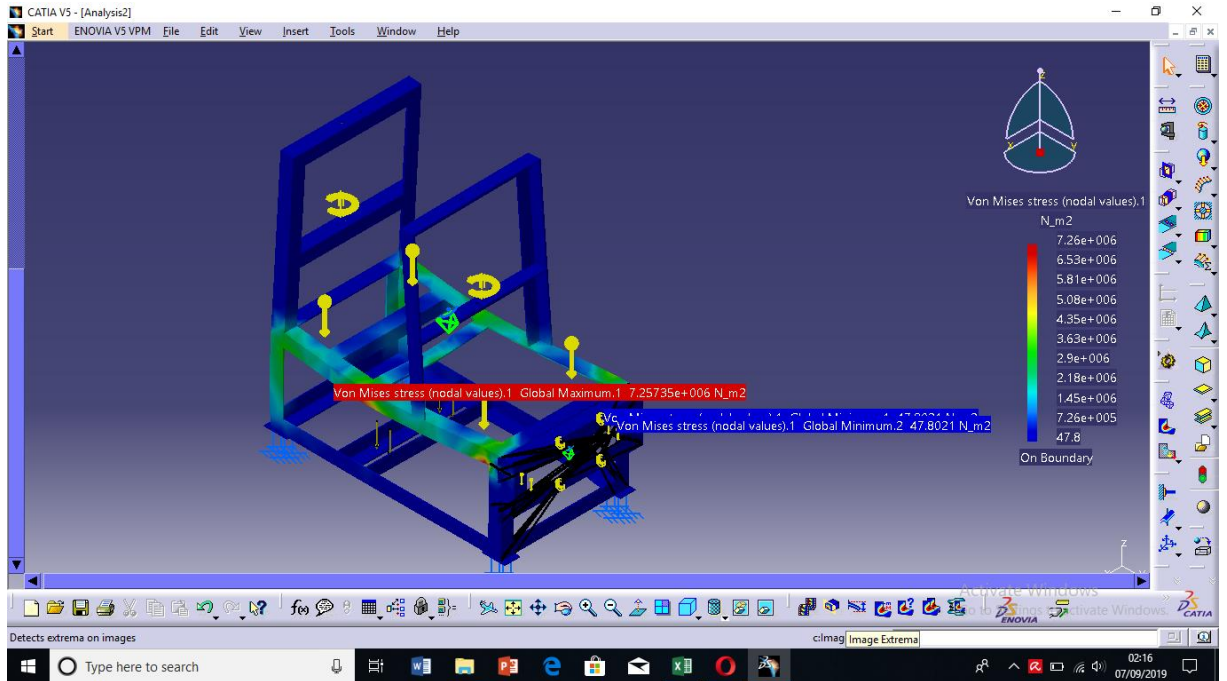 CATIA V5 - [Analysis2]
Start ENOVIA V5 VPM File Edit View Insert Tools Window Help
z
x y
Von Mises stress (nodal values).1
N_m2
7.26e+006
6.53e+006
5.81e+006
5.08e+006
4.35e+006
3.63e+006
2.9e+006
2.18e+006
1.45e+006
7.26e+005
47.8
On Boundary
Von Mises stress (nodal values).1 Global Maximum.1 7.25735e+006 N_m2
Von Mises stress (nodal values).1 Global Minimum.2 47.8021 N_m2
z
Activate Windows
Detects extrema on images
c:Imag
Image Extrema
f(x)
ENOVIA
CATIA
Type here to search
02:16
07/09/2019